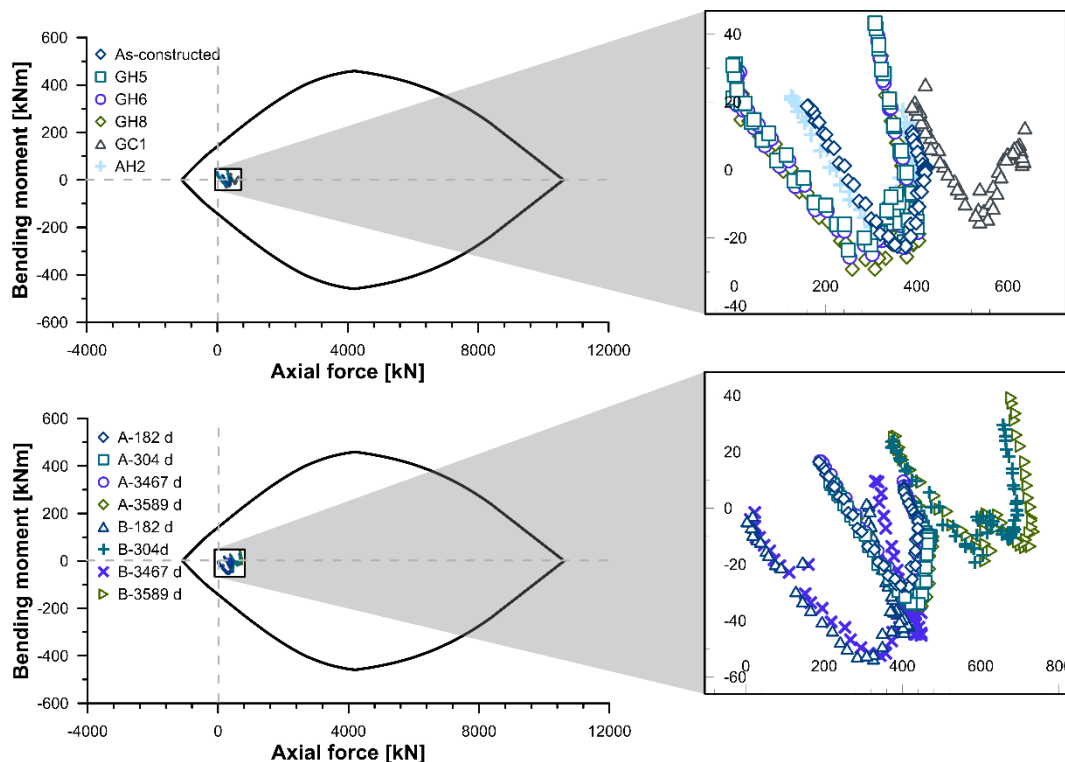 600
400
200
0
-200
-400
-600
Bending moment [kNm]
As-constructed
GH5
GH6
GH8
GC1
AH2
-4000
0
4000
8000
12000
Axial force [kN]
40
20
0
-20
-40
0
200
400
600
600
400
200
0
-200
-400
-600
Bending moment [kNm]
A-182 d
A-304 d
A-3467 d
A-3589 d
B-182 d
B-304d
B-3467 d
B-3589 d
-4000
0
4000
8000
12000
Axial force [kN]
40
20
0
-20
-40
-60
0
200
400
600
800